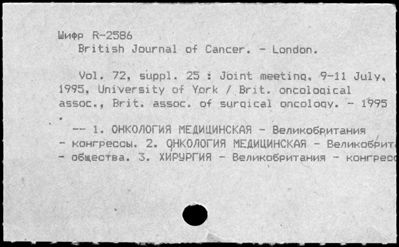 Шифр R-2586
British Journal of Cancer. - London.
Vol. 72, suppl. 25 : Joint meeting. 9-11 July,
1995, University of York / Brit. oncological
assoc., Brit. assoc. of surgical oncology. - 1995
.
-- 1. ОНКОЛОГИЯ МЕДИЦИНСКАЯ - Великобритания
- конгрессы. 2. ОНКОЛОГИЯ МЕДИЦИНСКАЯ - Великобрит
- общества. 3. ХИРУРГИЯ - Великобритания - конгресс